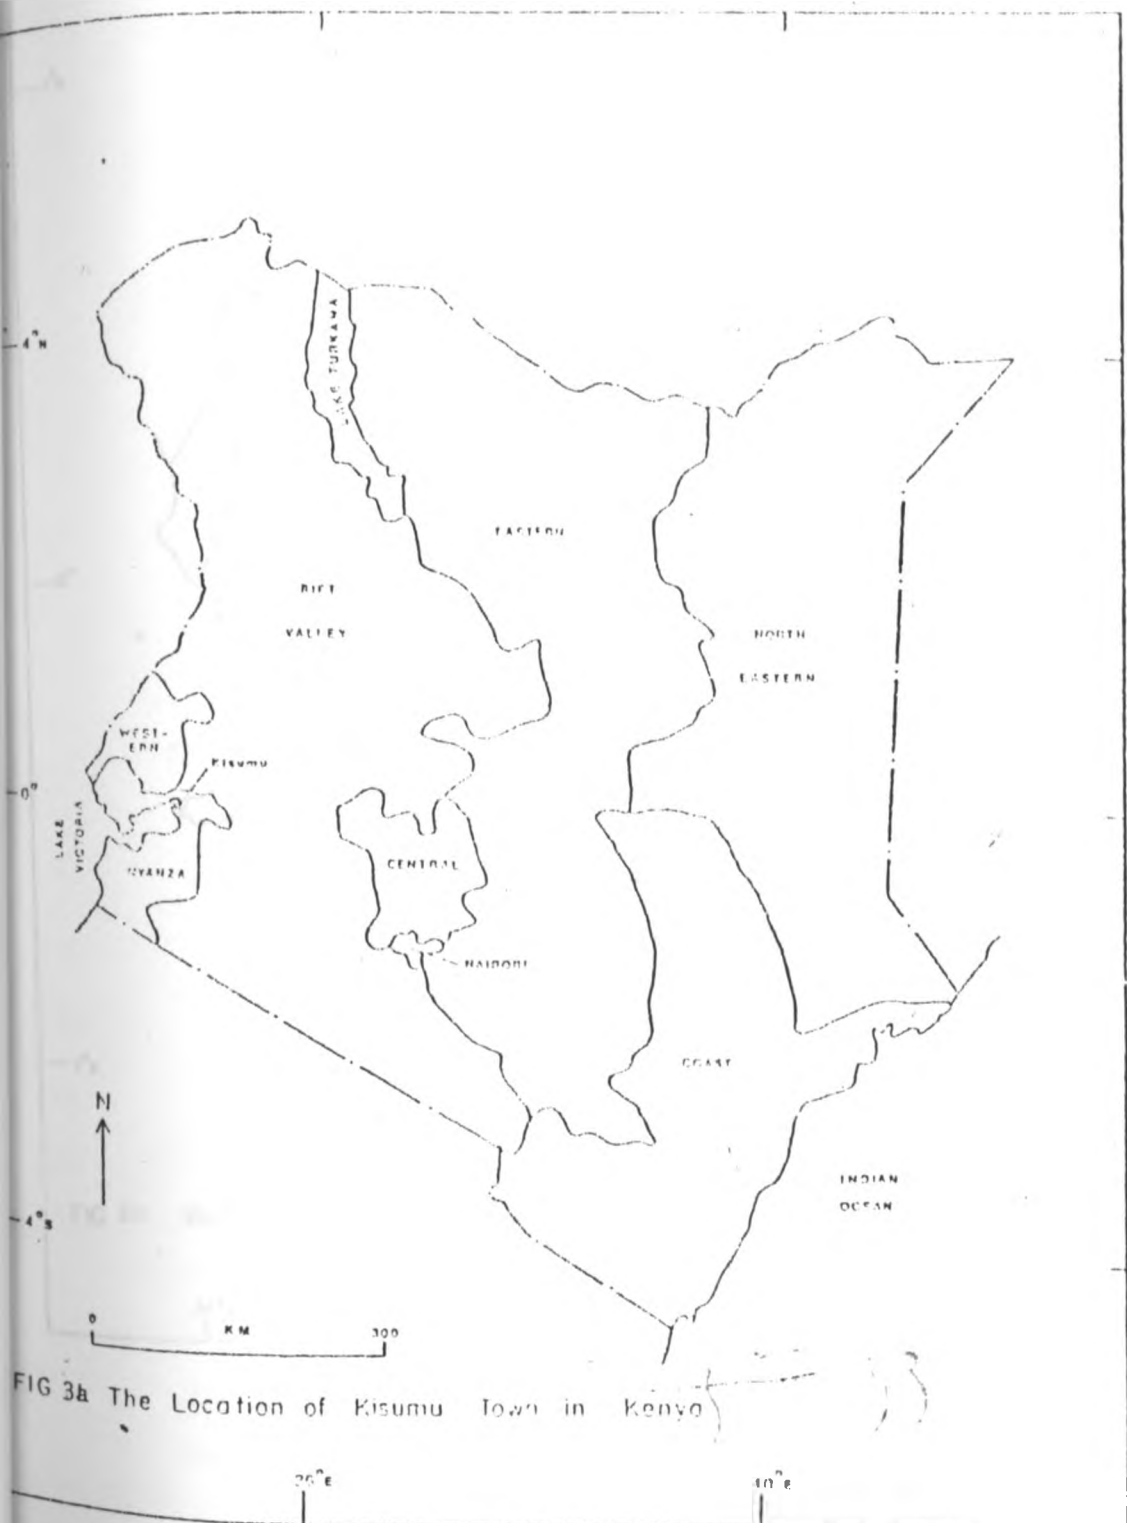 4°N
LAKE TURKANA
EASTERN
RIFT
VALLEY
NORTH
EASTERN
WEST-
ERN
Kisumu
0°
LAKE
VICTORIA
NYANZA
CENTRAL
NAIROBI
COAST
N
INDIAN
OCEAN
4°S
0
KM
300
FIG 3a The Location of Kisumu Town in Kenya
36°E
40°E